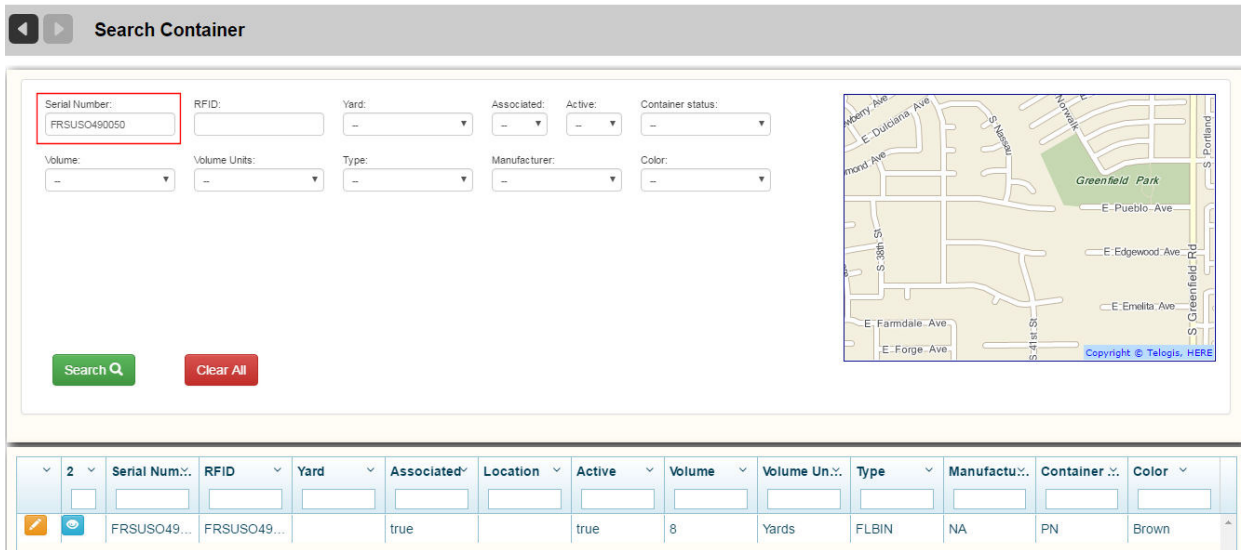 Search Container
Serial Number: RFID: Yard: Associated: Active: Container status:
FRSUSO490050 – – – –
Volume: Volume Units: Type: Manufacturer: Color:
– – – – –
Search Clear All
E Dulciana Ave
S Nassau
Norwalk
S Portland
Greenfield Park
E Pueblo Ave
S 38th St
E Edgewood Ave
S Greenfield Rd
E Emelita Ave
E Farmdale Ave
S 41st St
E Forge Ave
Copyright © Telogis, HERE
2 Serial Num... RFID Yard Associated Location Active Volume Volume Un... Type Manufactu... Container ... Color
FRSUSO49... FRSUSO49... true true 8 Yards FLBIN NA PN Brown